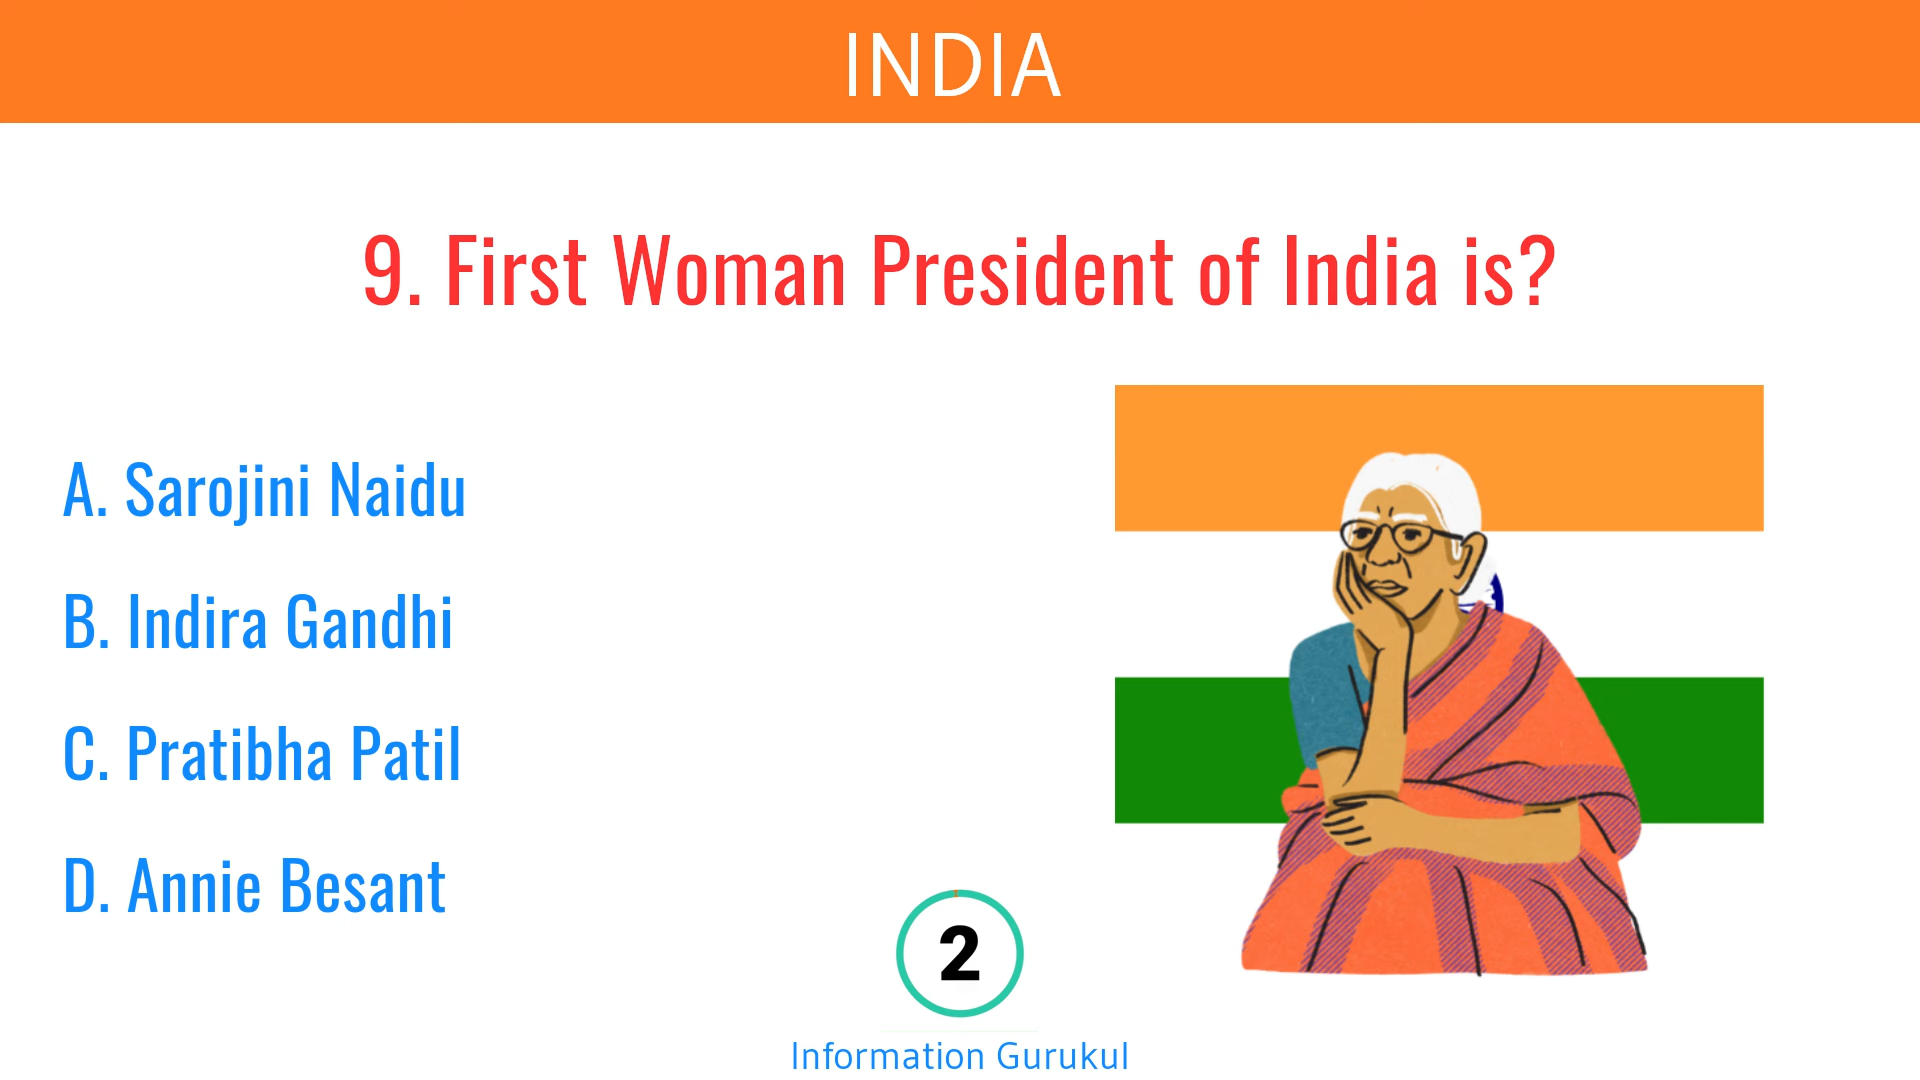 INDIA
9. First Woman President of India is?
A. Sarojini Naidu
B. Indira Gandhi
C. Pratibha Patil
D. Annie Besant
2
Information Gurukul